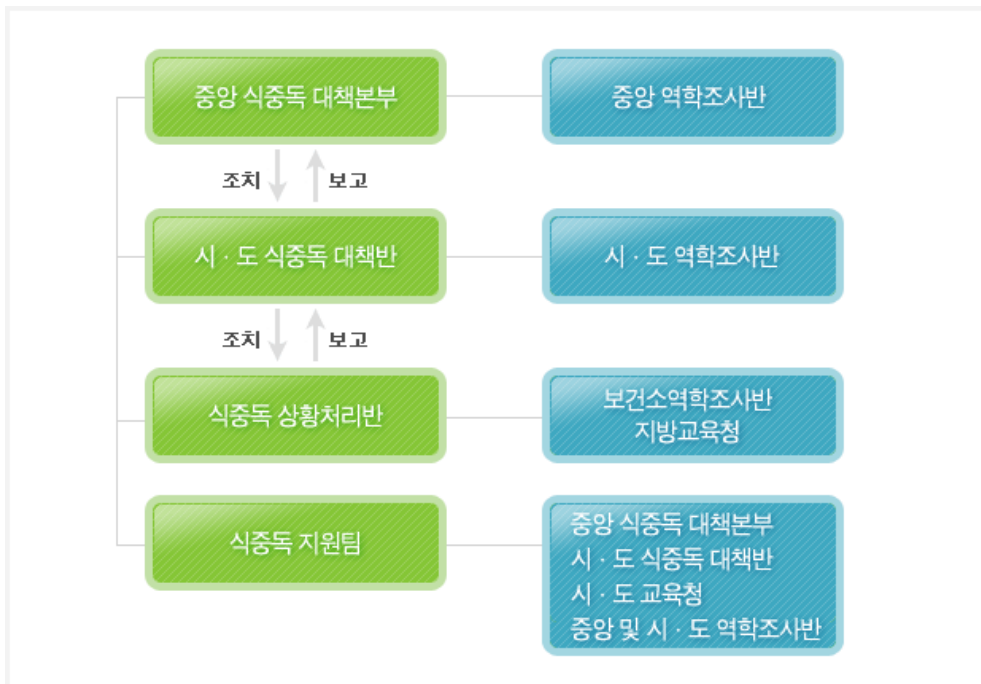 중앙 식중독 대책본부
중앙 역학조사반
조치
보고
시 · 도 식중독 대책반
시 · 도 역학조사반
조치
보고
식중독 상황처리반
보건소역학조사반
지방교육청
식중독 지원팀
중앙 식중독 대책본부
시 · 도 식중독 대책반
시 · 도 교육청
중앙 및 시 · 도 역학조사반